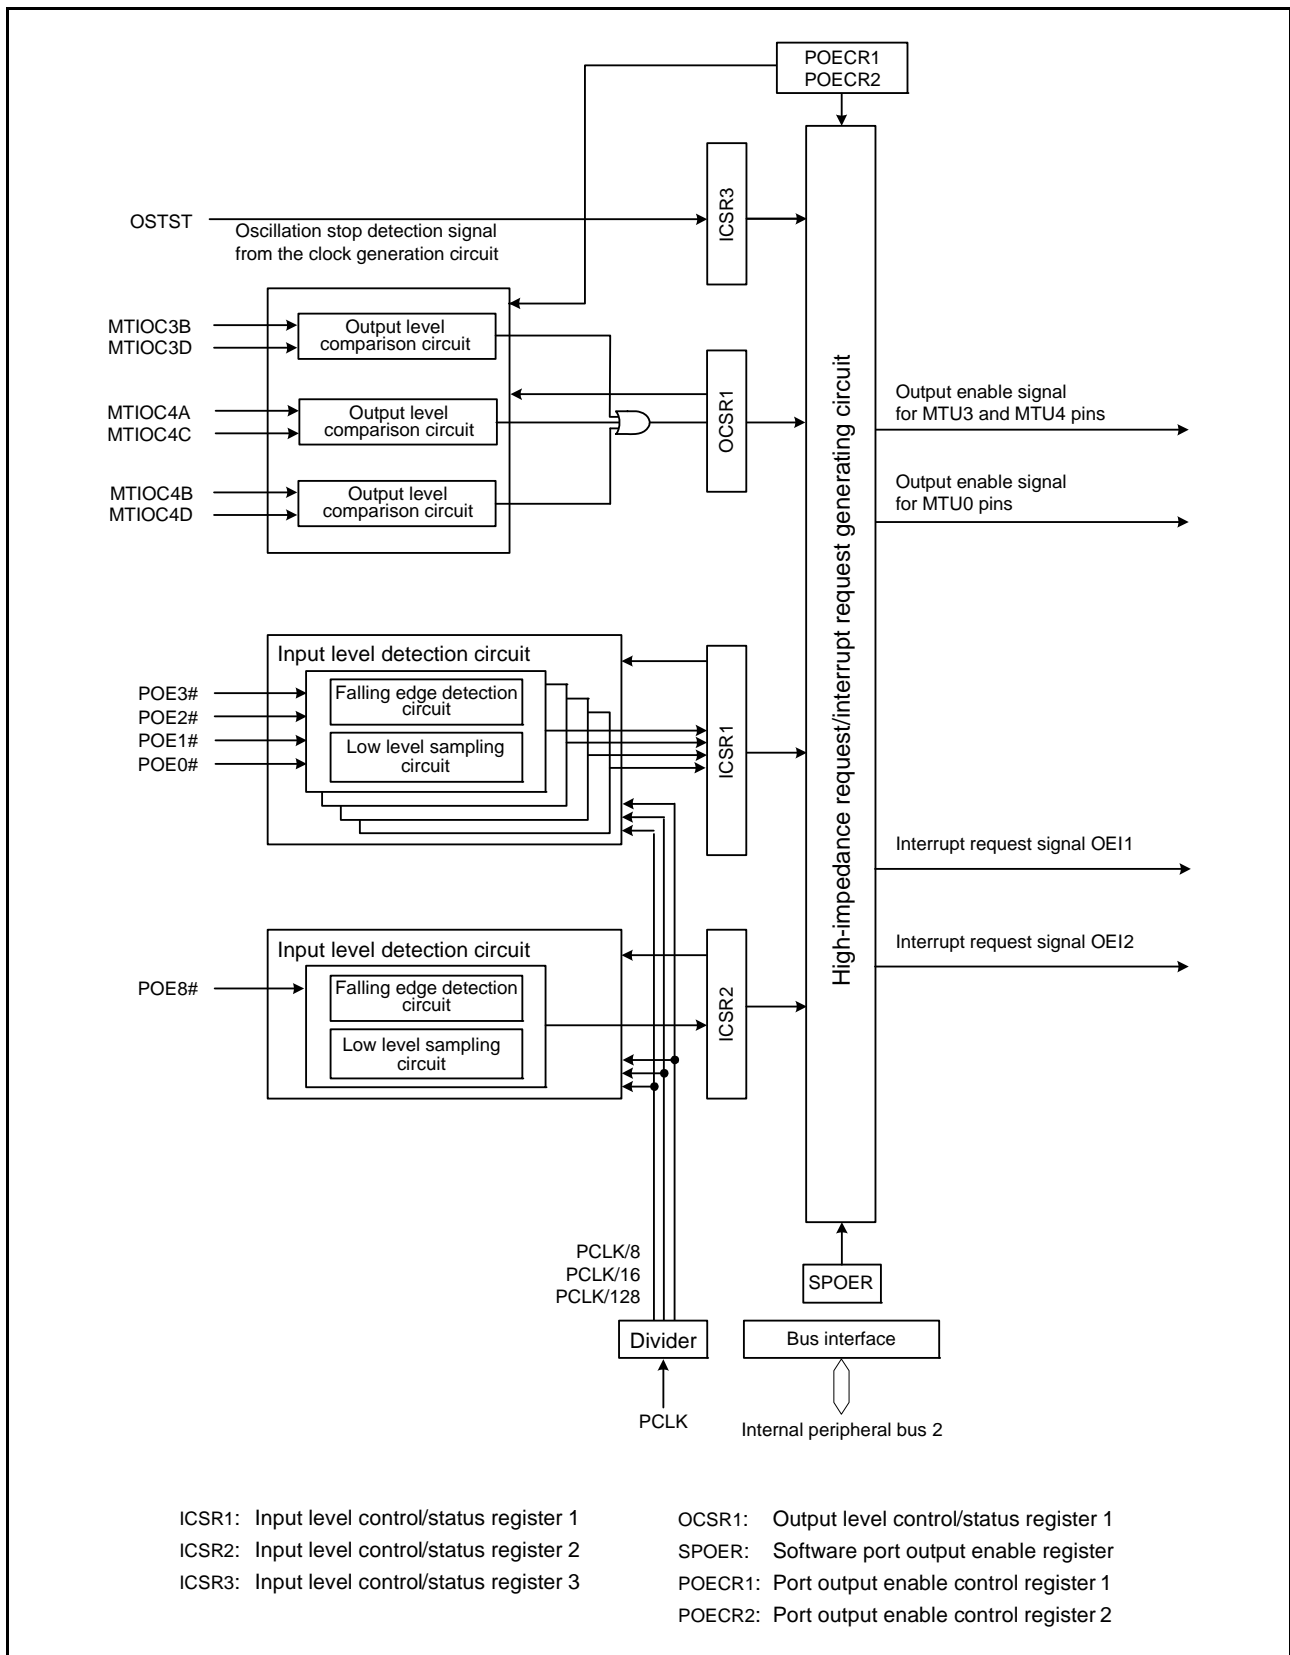 POECR1
POECR2
ICSR3
OSTST
Oscillation stop detection signal
from the clock generation circuit
MTIOC3B
MTIOC3D
Output level
comparison circuit
MTIOC4A
MTIOC4C
Output level
comparison circuit
MTIOC4B
MTIOC4D
Output level
comparison circuit
OCSR1
High-impedance request/interrupt request generating circuit
Output enable signal
for MTU3 and MTU4 pins
Output enable signal
for MTU0 pins
Input level detection circuit
POE3#
POE2#
POE1#
POE0#
Falling edge detection
circuit
Low level sampling
circuit
ICSR1
Interrupt request signal OEI1
Interrupt request signal OEI2
Input level detection circuit
POE8#
Falling edge detection
circuit
Low level sampling
circuit
ICSR2
PCLK/8
PCLK/16
PCLK/128
SPOER
Divider
Bus interface
PCLK
Internal peripheral bus 2
ICSR1: Input level control/status register 1
ICSR2: Input level control/status register 2
ICSR3: Input level control/status register 3
OCSR1: Output level control/status register 1
SPOER: Software port output enable register
POECR1: Port output enable control register 1
POECR2: Port output enable control register 2